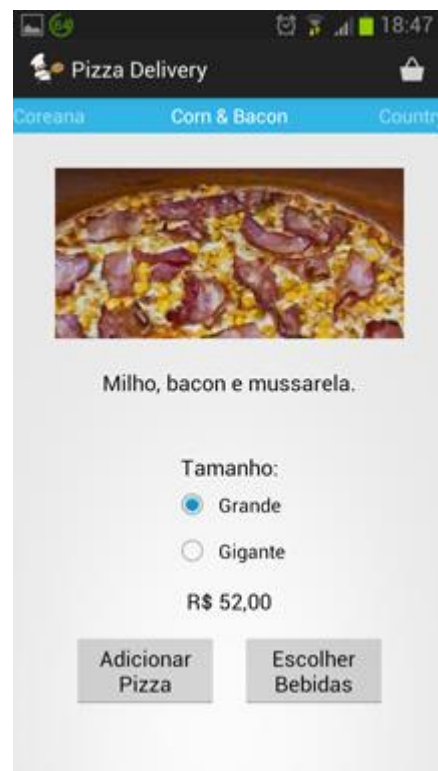 64
18:47
Pizza Delivery
Coreana
Corn & Bacon
Countr
Milho, bacon e mussarela.
Tamanho:
Grande
Gigante
R$ 52,00
Adicionar
Pizza
Escolher
Bebidas